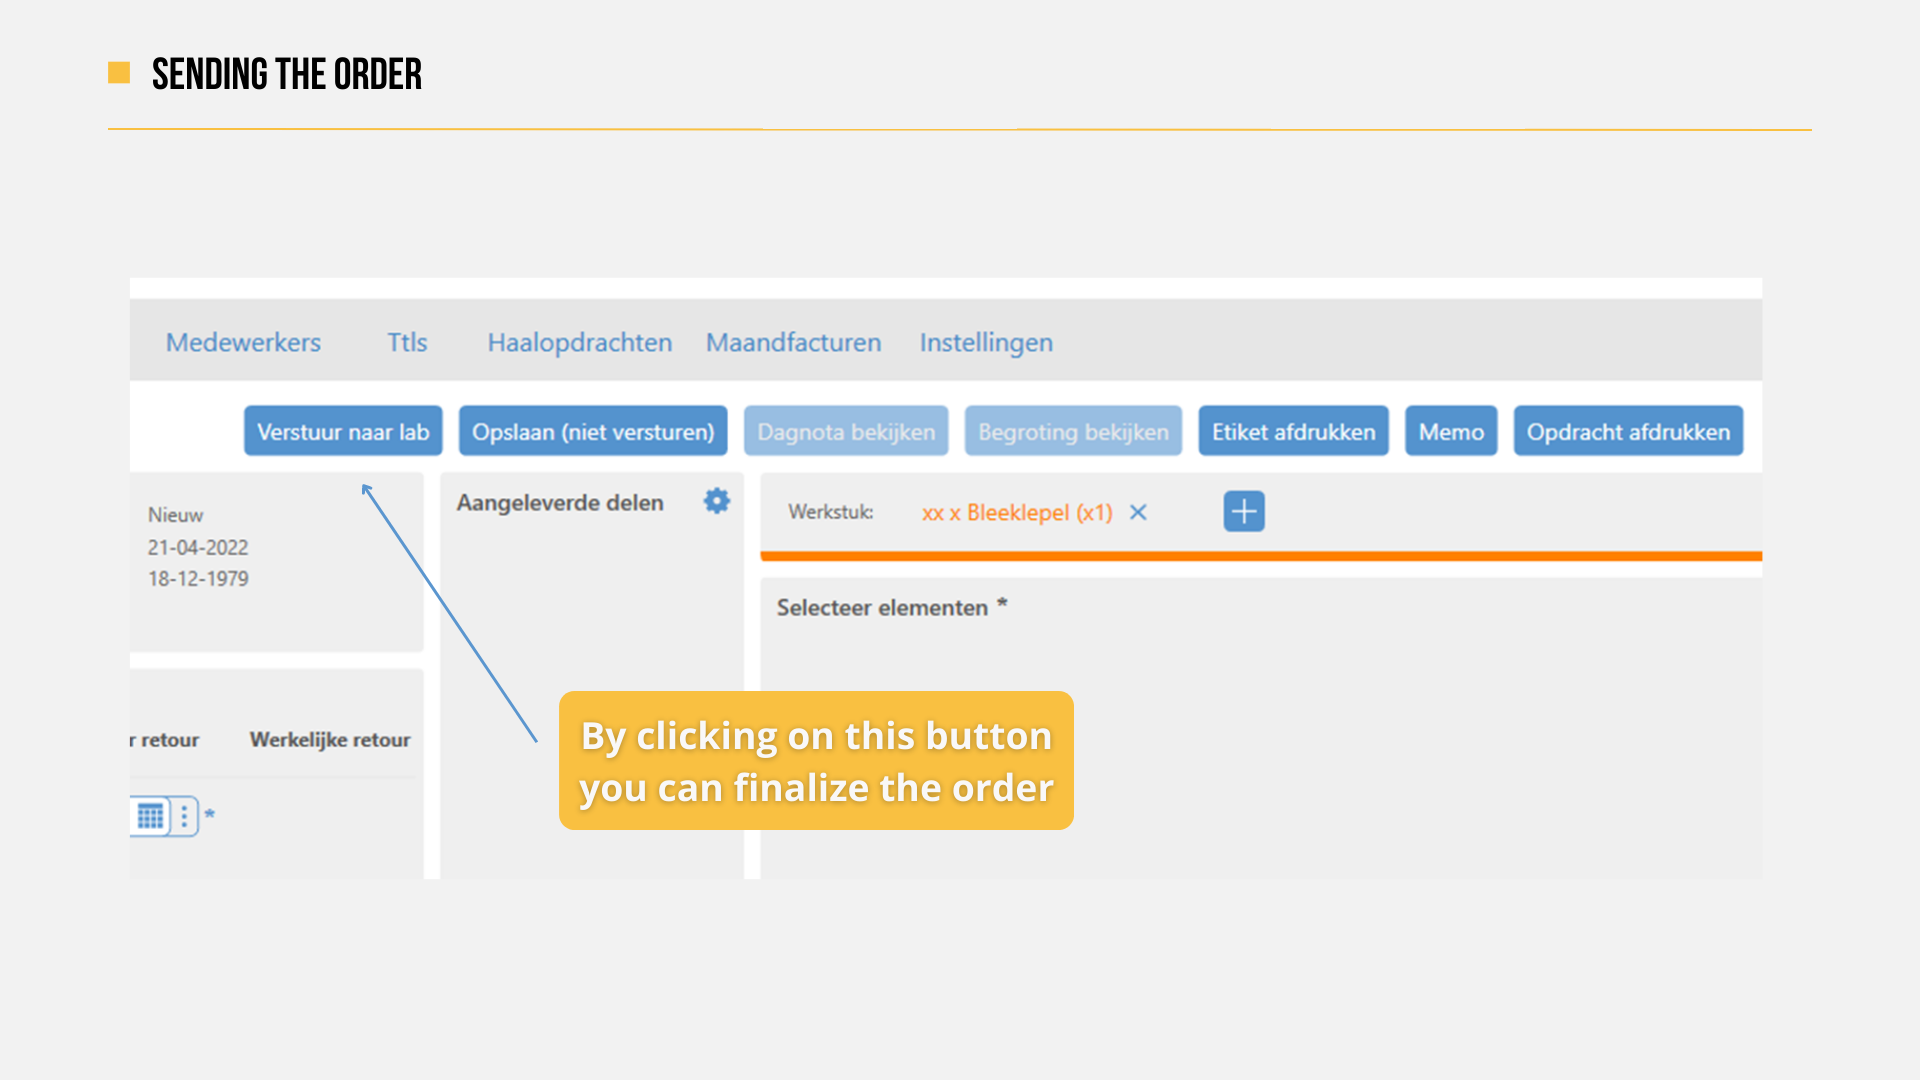 SENDING THE ORDER
Medewerkers Ttls Haalopdrachten Maandfacturen Instellingen
Verstuur naar lab Opslaan (niet versturen) Dagnota bekijken Begroting bekijken Etiket afdrukken Memo Opdracht afdrukken
Nieuw
21-04-2022
18-12-1979
Aangeleverde delen
Werkstuk: xx x Bleeklepel (x1)
Selecteer elementen *
r retour Werkelijke retour
*
By clicking on this button
you can finalize the order